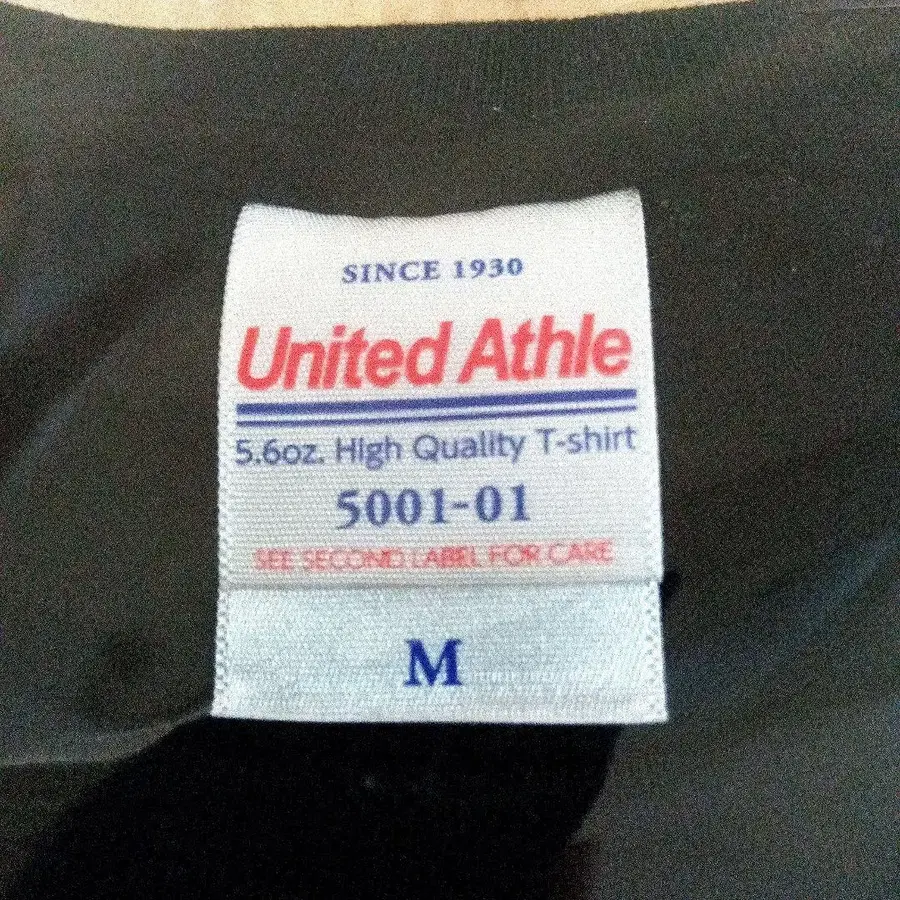 SINCE 1930
United Athle
5.6oz. High Quality T-shirt
5001-01
SEE SECOND LABEL FOR CARE
M